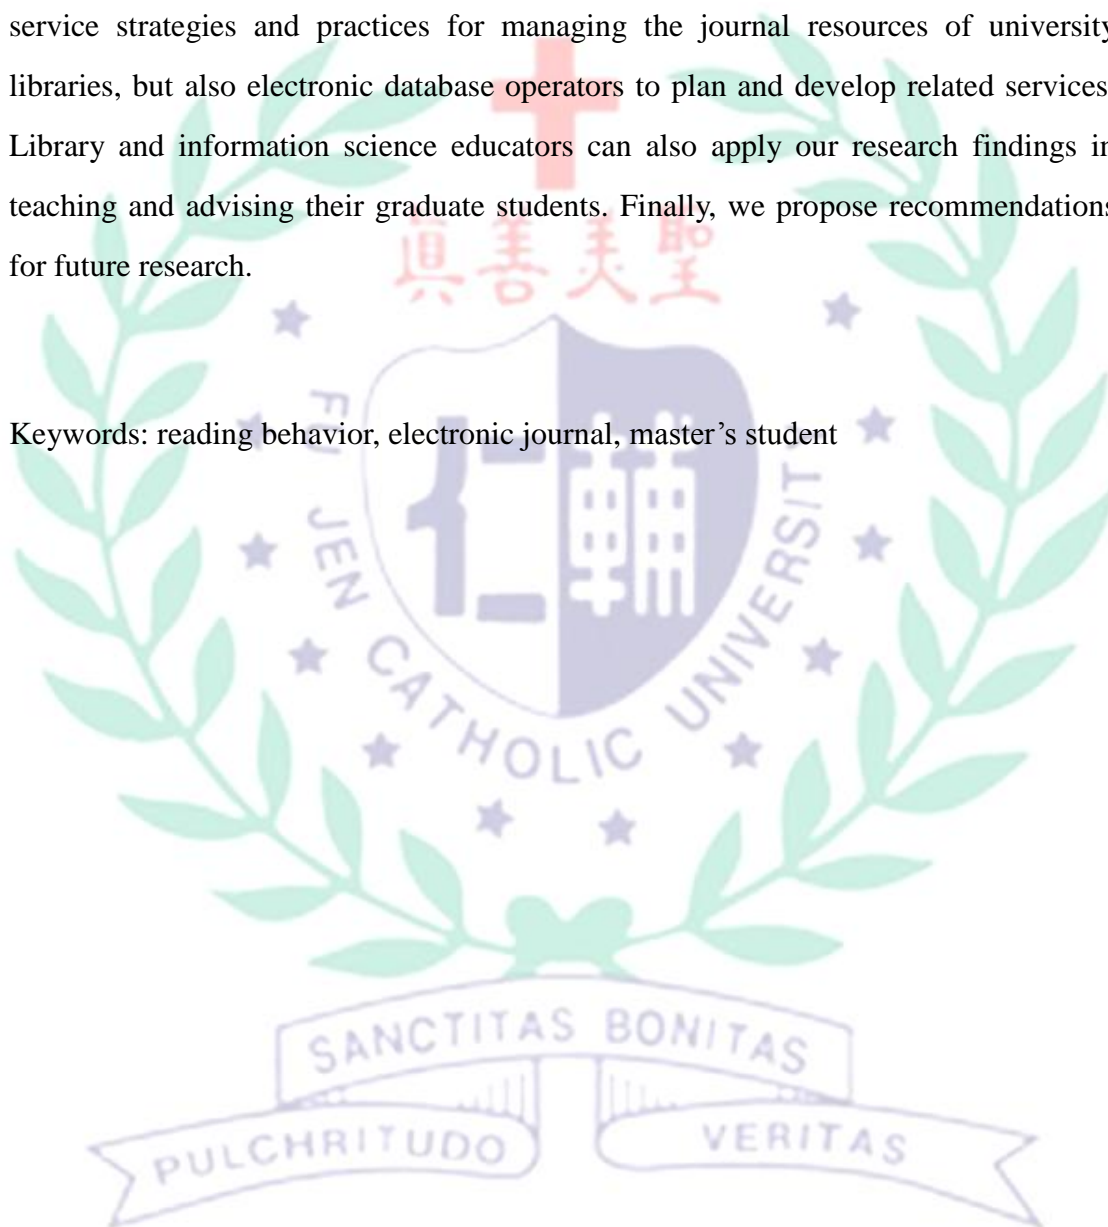 service strategies and practices for managing the journal resources of university
libraries, but also electronic database operators to plan and develop related services
Library and information science educators can also apply our research findings in
teaching and advising their graduate students. Finally, we propose recommendations
for future research.
真善美聖
Keywords: reading behavior, electronic journal, master’s student
FU JEN CATHOLIC UNIVERSIT
仁輔
SANCTITAS BONITAS
PULCHRITUDO VERITAS